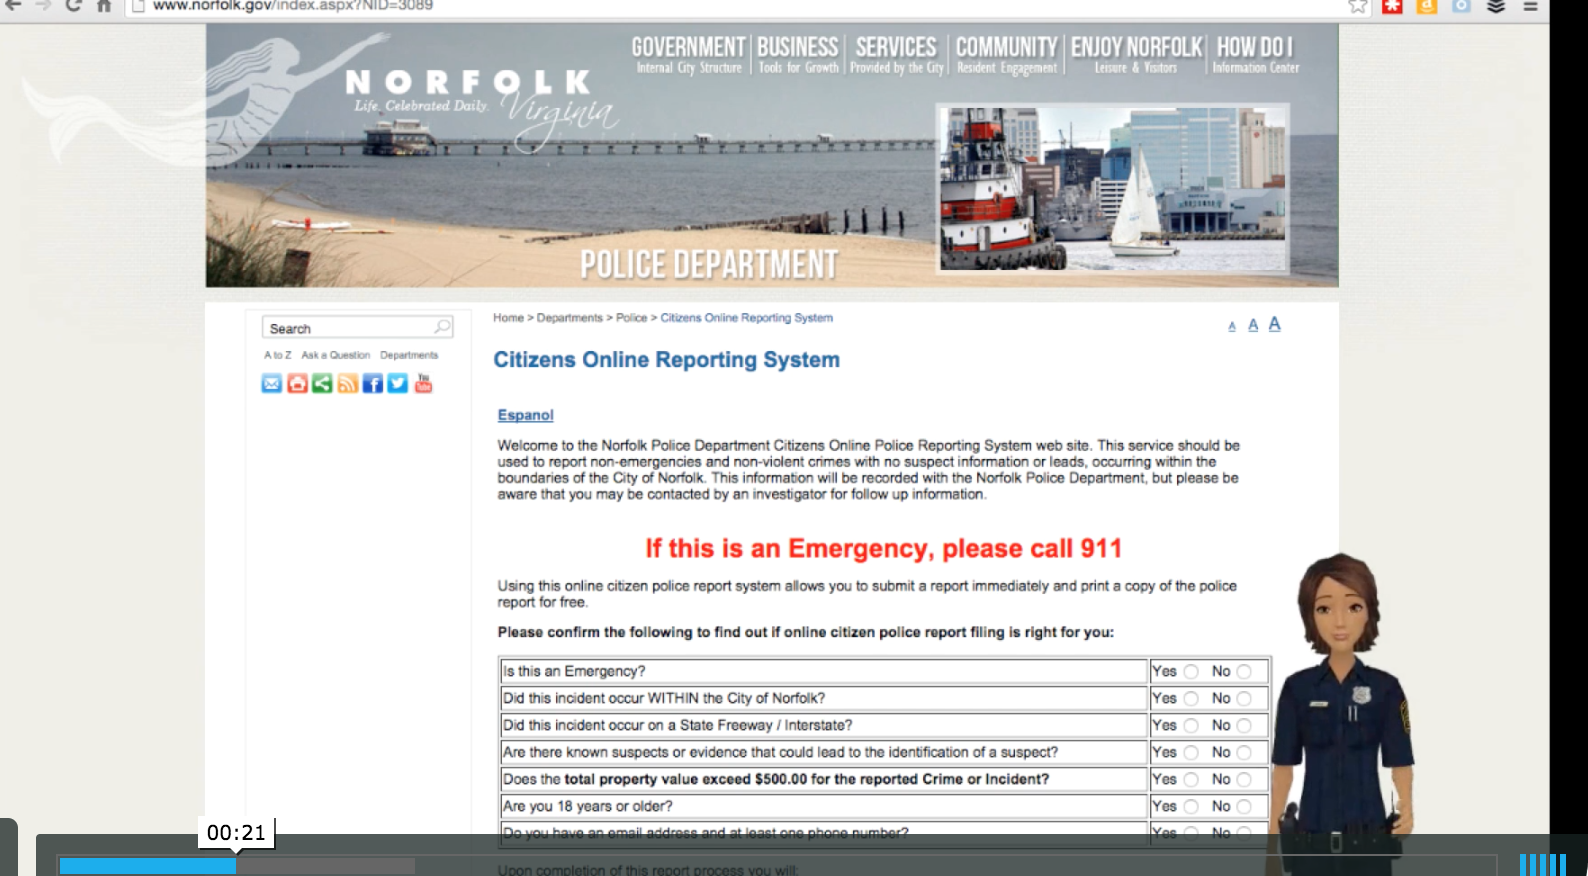 www.norfolk.gov/index.aspx?NID=3089
GOVERNMENT BUSINESS SERVICES COMMUNITY ENJOY NORFOLK HOW DO I
Internal City Structure Tools for Growth Provided by the City Resident Engagement Leisure & Visitors Information Center
NORFOLK
Life. Celebrated Daily. Virginia
POLICE DEPARTMENT
Search
A to Z Ask a Question Departments
You
Tube
Home > Departments > Police > Citizens Online Reporting System
A A A
Citizens Online Reporting System
Espanol
Welcome to the Norfolk Police Department Citizens Online Police Reporting System web site. This service should be
used to report non-emergencies and non-violent crimes with no suspect information or leads, occurring within the
boundaries of the City of Norfolk. This information will be recorded with the Norfolk Police Department, but please be
aware that you may be contacted by an investigator for follow up information.
If this is an Emergency, please call 911
Using this online citizen police report system allows you to submit a report immediately and print a copy of the police
report for free.
Please confirm the following to find out if online citizen police report filing is right for you:
Is this an Emergency? Yes No
Did this incident occur WITHIN the City of Norfolk? Yes No
Did this incident occur on a State Freeway / Interstate? Yes No
Are there known suspects or evidence that could lead to the identification of a suspect? Yes No
Does the total property value exceed $500.00 for the reported Crime or Incident? Yes No
Are you 18 years or older? Yes No
Do you have an email address and at least one phone number? Yes No
00:21
Upon completion of this report process you will: